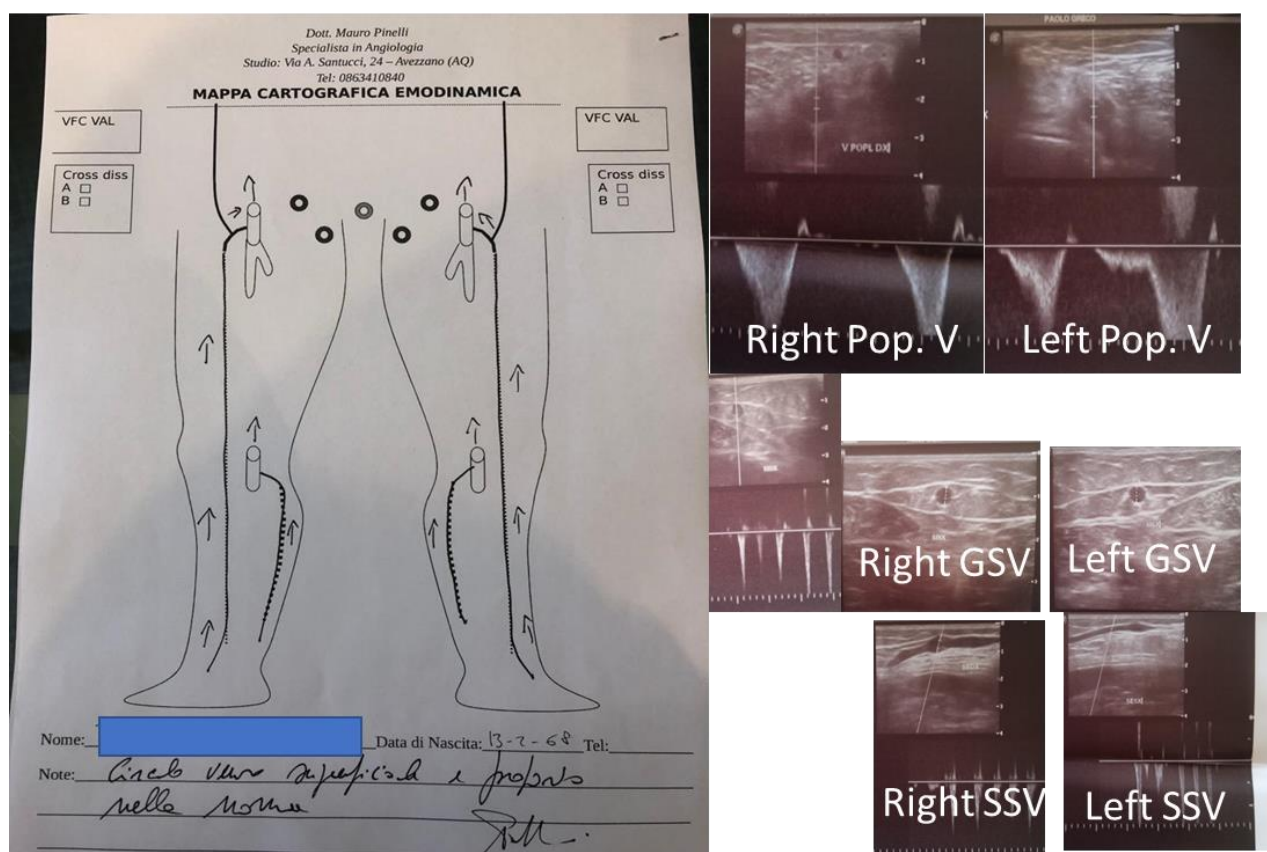 Dott. Mauro Pinelli
Specialista in Angiologia
Studio: Via A. Santucci, 24 – Avezzano (AQ)
Tel: 0863410840
MAPPA CARTOGRAFICA EMODINAMICA
VFC VAL
VFC VAL
Cross diss
A
B
Cross diss
A
B
Nome: Data di Nascita: 13-2-68 Tel:
Note: Circolo venoso superficiale e profondo
nella norma
PAOLO GRECO
V POPL DX
Right Pop. V
Left Pop. V
Right GSV
Left GSV
Right SSV
Left SSV